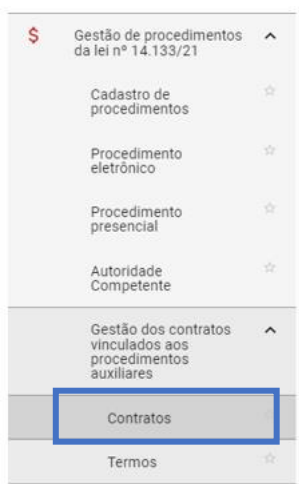 $ Gestão de procedimentos
da lei nº 14.133/21
Cadastro de
procedimentos
Procedimento
eletrônico
Procedimento
presencial
Autoridade
Competente
Gestão dos contratos
vinculados aos
procedimentos
auxiliares
Contratos
Termos